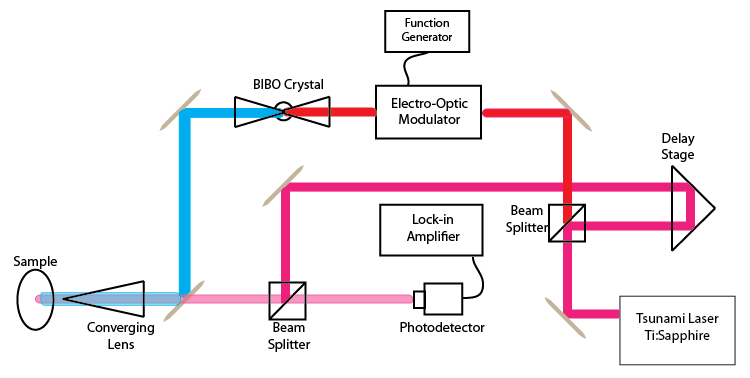 Function
Generator
BIBO Crystal
Electro-Optic
Modulator
Delay
Stage
Beam
Splitter
Lock-in
Amplifier
Sample
Converging
Lens
Beam
Splitter
Photodetector
Tsunami Laser
Ti:Sapphire